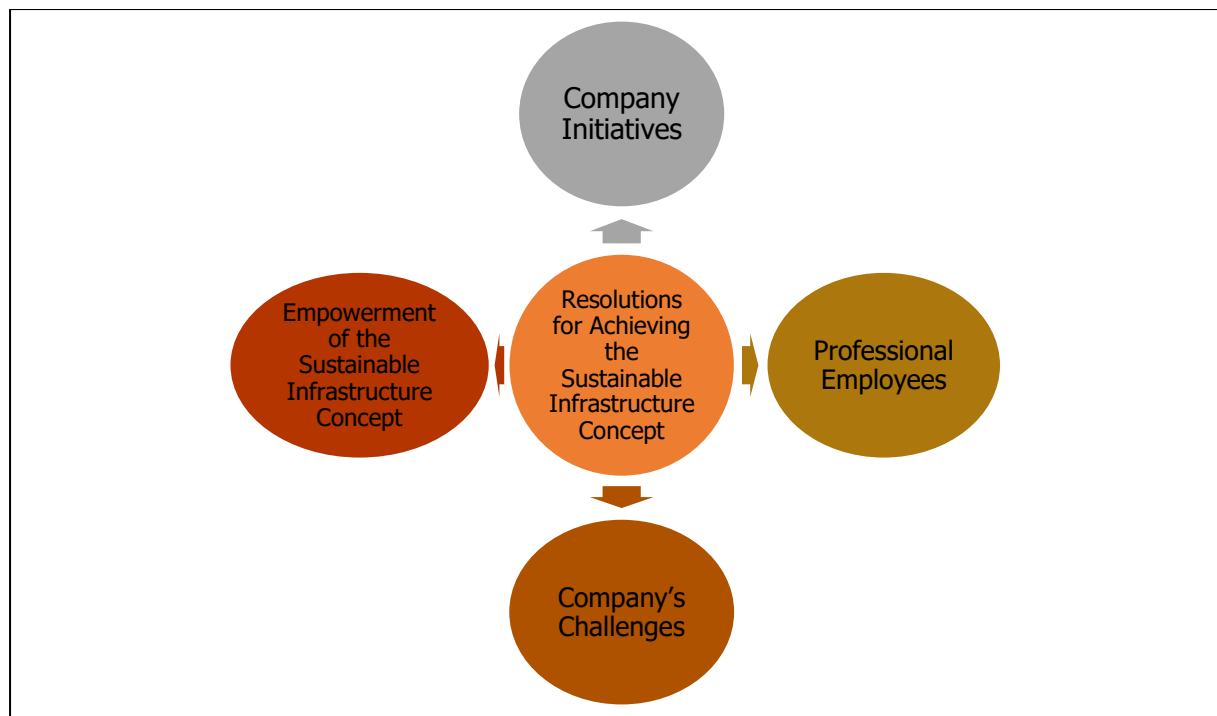 Company
Initiatives
Empowerment
of the
Sustainable
Infrastructure
Concept
Resolutions
for Achieving
the
Sustainable
Infrastructure
Concept
Professional
Employees
Company’s
Challenges